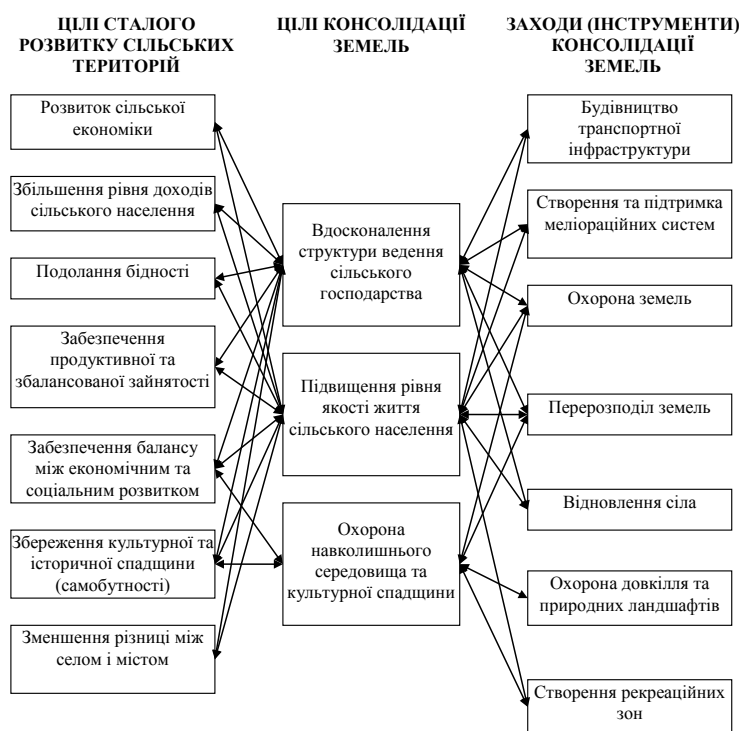 ЦІЛІ СТАЛОГО
РОЗВИТКУ СІЛЬСЬКИХ
ТЕРИТОРІЙ
Розвиток сільської
економіки
Збільшення рівня доходів
сільського населення
Подолання бідності
Забезпечення
продуктивної та
збалансованої зайнятості
Забезпечення балансу
між економічним та
соціальним розвитком
Збереження культурної та
історичної спадщини
(самобутності)
Зменшення різниці між
селом і містом
ЦІЛІ КОНСОЛІДАЦІЇ
ЗЕМЕЛЬ
Вдосконалення
структури ведення
сільського
господарства
Підвищення рівня
якості життя
сільського населення
Охорона
навколишнього
середовища та
культурної спадщини
ЗАХОДИ (ІНСТРУМЕНТИ)
КОНСОЛІДАЦІЇ
ЗЕМЕЛЬ
Будівництво
транспортної
інфраструктури
Створення та підтримка
меліораційних систем
Охорона земель
Перерозподіл земель
Відновлення сіла
Охорона довкілля та
природних ландшафтів
Створення рекреаційних
зон